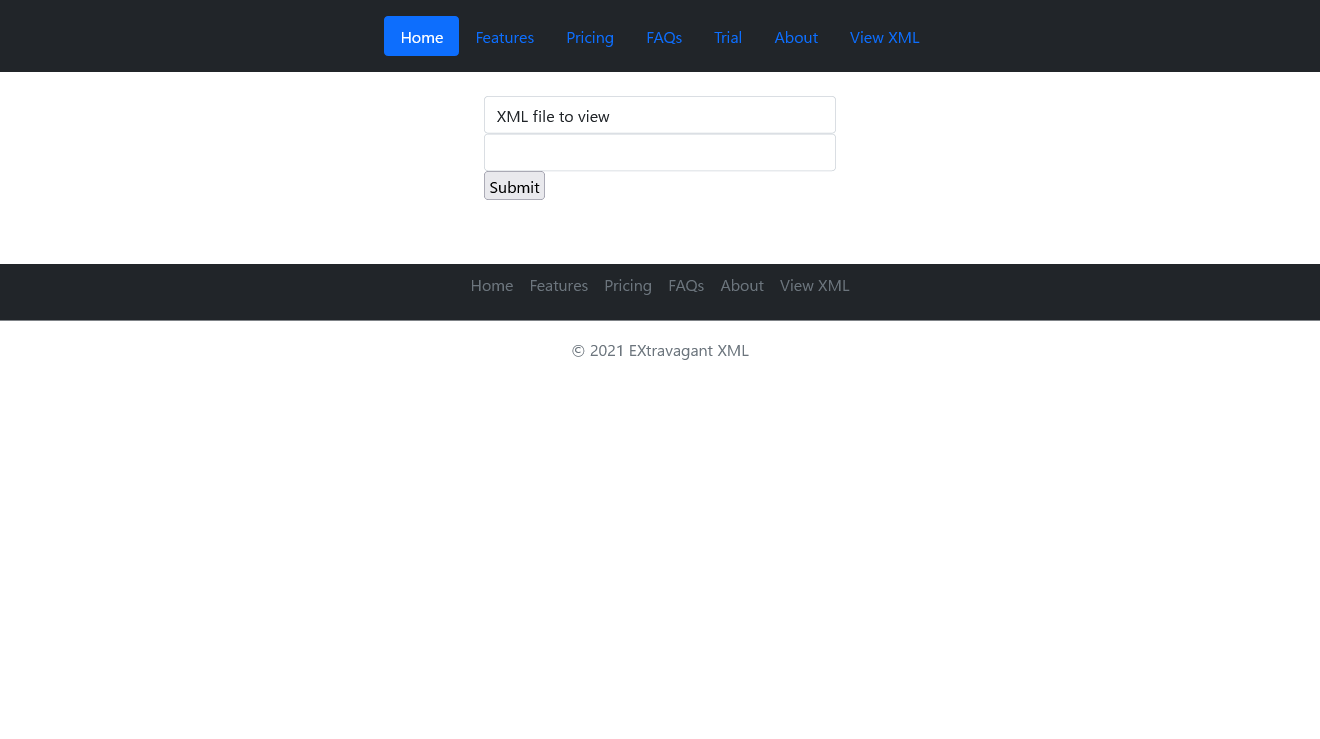 Home Features Pricing FAQs Trial About View XML
XML file to view
Submit
Home Features Pricing FAQs About View XML
© 2021 EXtravagant XML